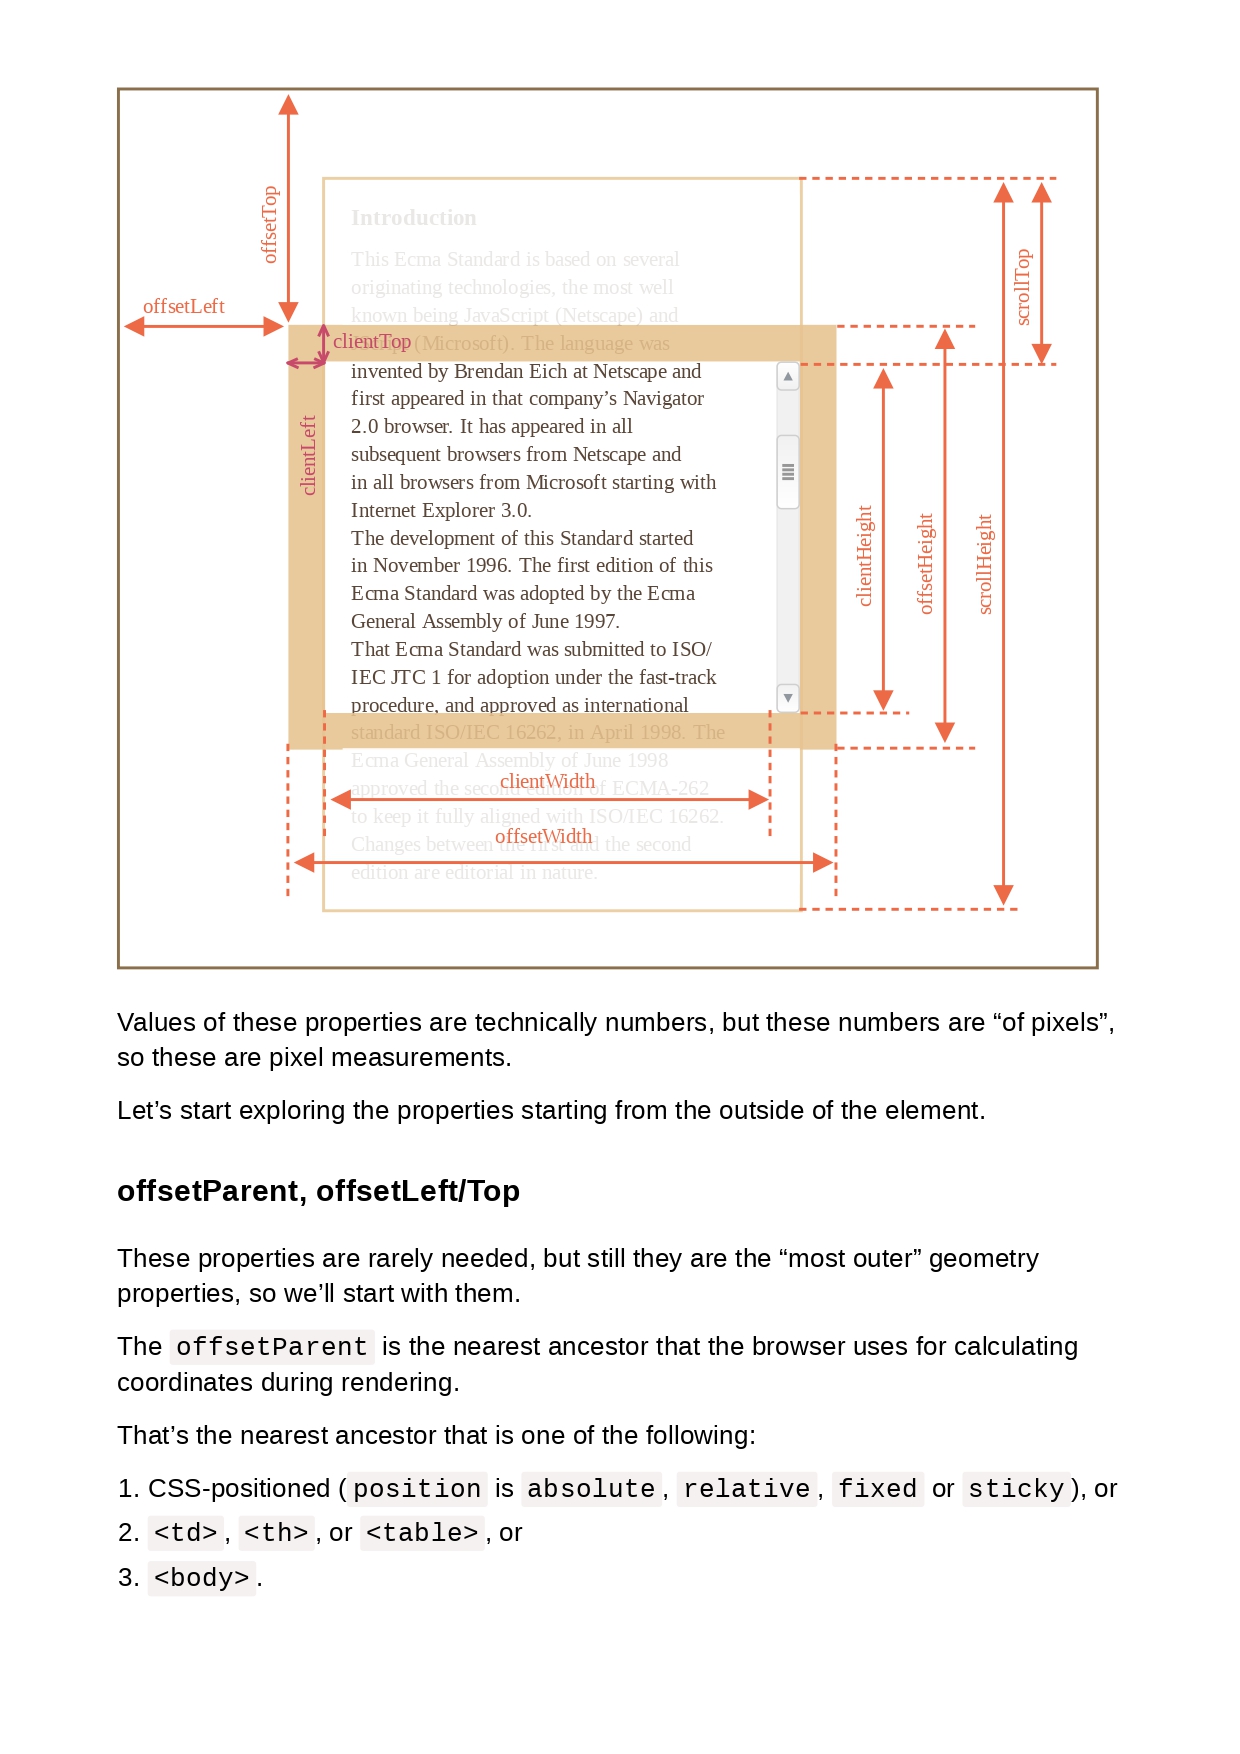 offsetTop
offsetLeft
Introduction
This Ecma Standard is based on several
originating technologies, the most well
known being JavaScript (Netscape) and
(Microsoft). The language was
clientTop
clientLeft
invented by Brendan Eich at Netscape and
first appeared in that company’s Navigator
2.0 browser. It has appeared in all
subsequent browsers from Netscape and
in all browsers from Microsoft starting with
Internet Explorer 3.0.
The development of this Standard started
in November 1996. The first edition of this
Ecma Standard was adopted by the Ecma
General Assembly of June 1997.
That Ecma Standard was submitted to ISO/
IEC JTC 1 for adoption under the fast-track
procedure, and approved as international
standard ISO/IEC 16262, in April 1998. The
Ecma General Assembly of June 1998
approved the second edition of ECMA-262
to keep it fully aligned with ISO/IEC 16262.
Changes between the first and the second
edition are editorial in nature.
clientWidth
offsetWidth
clientHeight
offsetHeight
scrollHeight
scrollTop
Values of these properties are technically numbers, but these numbers are “of pixels”,
so these are pixel measurements.
Let’s start exploring the properties starting from the outside of the element.
offsetParent, offsetLeft/Top
These properties are rarely needed, but still they are the “most outer” geometry
properties, so we’ll start with them.
The offsetParent is the nearest ancestor that the browser uses for calculating
coordinates during rendering.
That’s the nearest ancestor that is one of the following:
1. CSS-positioned (position is absolute, relative, fixed or sticky), or
2. <td>, <th>, or <table>, or
3. <body>.